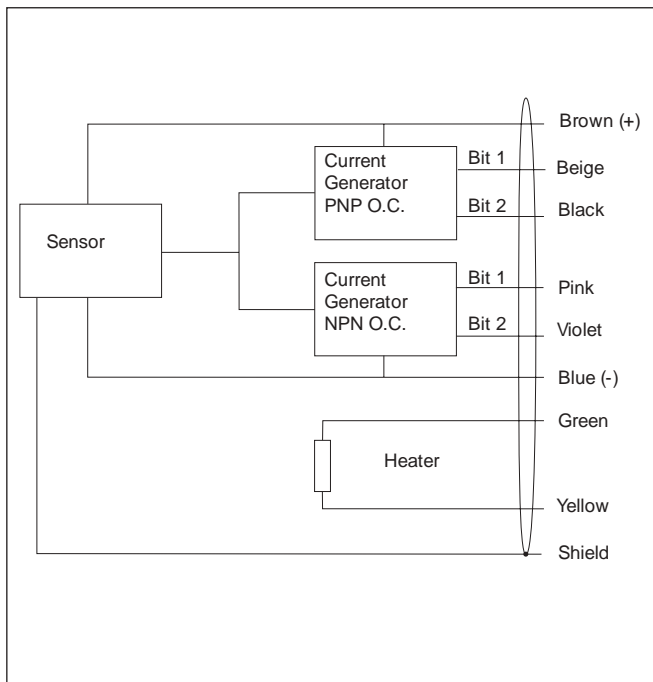 Brown (+)
Current
Generator
PNP O.C.
Bit 1
Beige
Bit 2
Black
Sensor
Current
Generator
NPN O.C.
Bit 1
Pink
Bit 2
Violet
Blue (-)
Green
Heater
Yellow
Shield